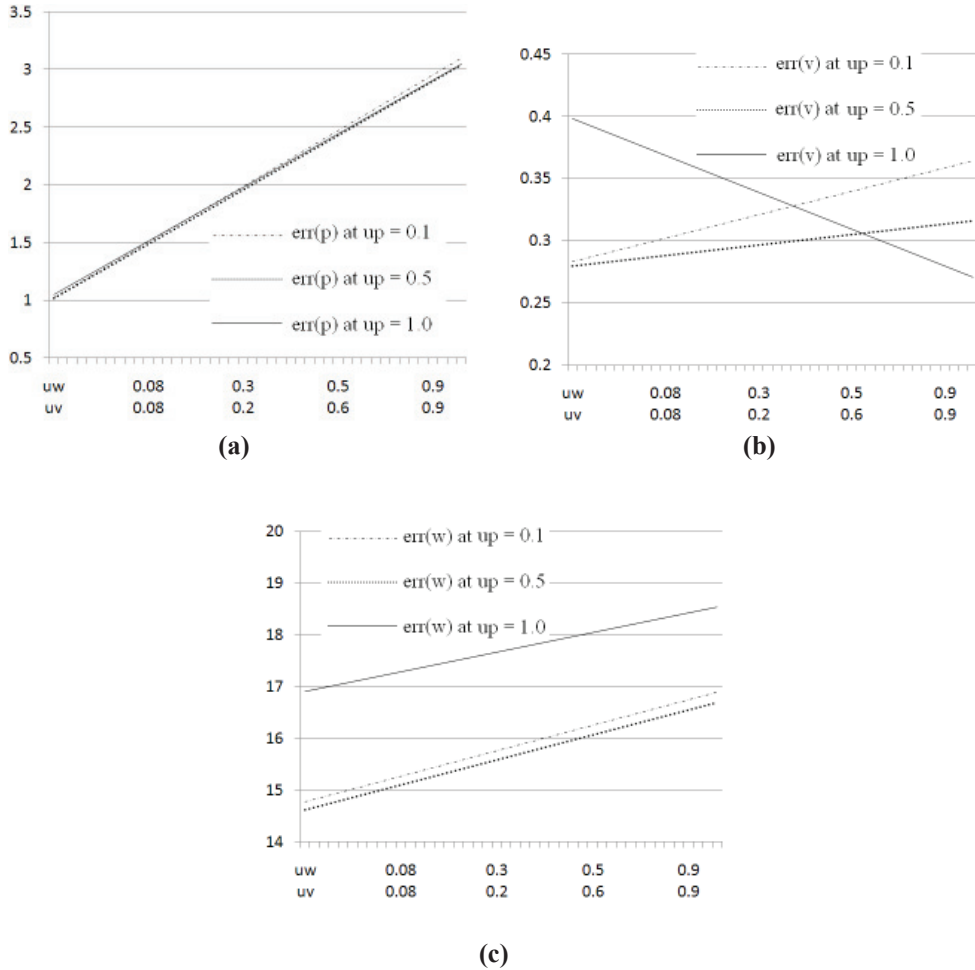 3.5
3
2.5
2
1.5
1
0.5
err(p) at up = 0.1
err(p) at up = 0.5
err(p) at up = 1.0
uw 0.08 0.3 0.5 0.9
uv 0.08 0.2 0.6 0.9
(a)
0.45
0.4
0.35
0.3
0.25
0.2
err(v) at up = 0.1
err(v) at up = 0.5
err(v) at up = 1.0
uw 0.08 0.3 0.5 0.9
uv 0.08 0.2 0.6 0.9
(b)
20
19
18
17
16
15
14
err(w) at up = 0.1
err(w) at up = 0.5
err(w) at up = 1.0
uw 0.08 0.3 0.5 0.9
uv 0.08 0.2 0.6 0.9
(c)